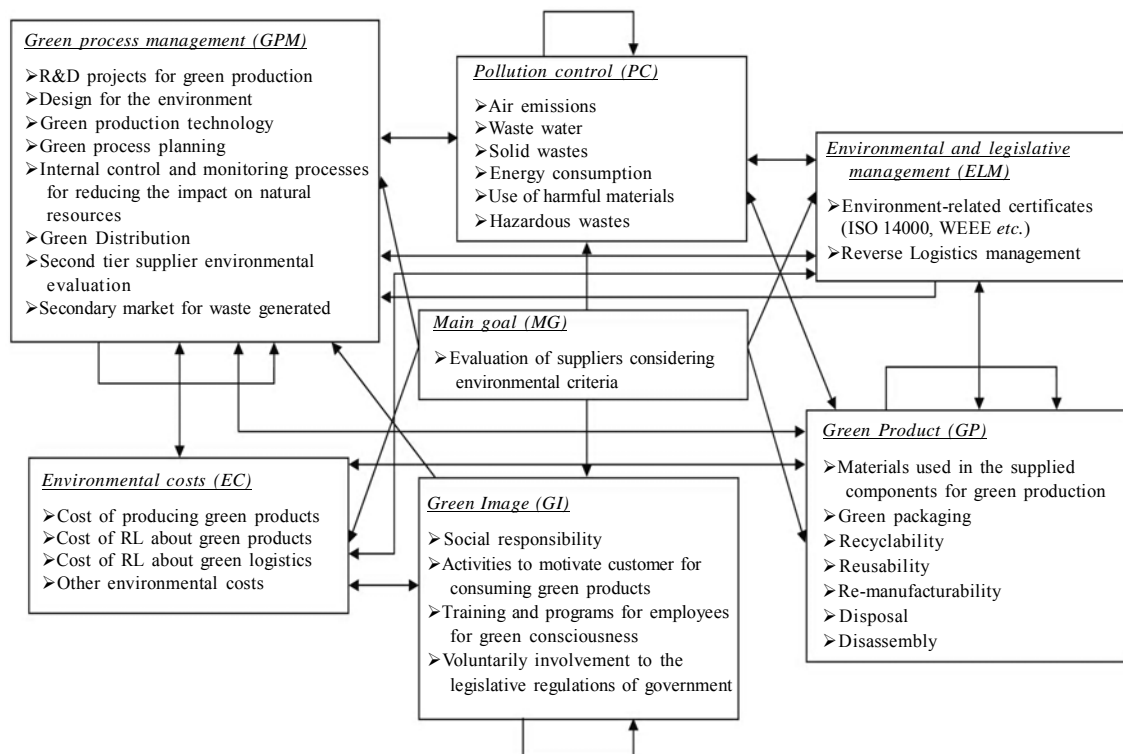 Green process management (GPM)
➢R&D projects for green production
➢Design for the environment
➢Green production technology
➢Green process planning
➢Internal control and monitoring processes
for reducing the impact on natural
resources
➢Green Distribution
➢Second tier supplier environmental
evaluation
➢Secondary market for waste generated
Pollution control (PC)
➢Air emissions
➢Waste water
➢Solid wastes
➢Energy consumption
➢Use of harmful materials
➢Hazardous wastes
Environmental and legislative
management (ELM)
➢Environment-related certificates
(ISO 14000, WEEE etc.)
➢Reverse Logistics management
Main goal (MG)
➢Evaluation of suppliers considering
environmental criteria
Environmental costs (EC)
➢Cost of producing green products
➢Cost of RL about green products
➢Cost of RL about green logistics
➢Other environmental costs
Green Image (GI)
➢Social responsibility
➢Activities to motivate customer for
consuming green products
➢Training and programs for employees
for green consciousness
➢Voluntarily involvement to the
legislative regulations of government
Green Product (GP)
➢Materials used in the supplied
components for green production
➢Green packaging
➢Recyclability
➢Reusability
➢Re-manufacturability
➢Disposal
➢Disassembly